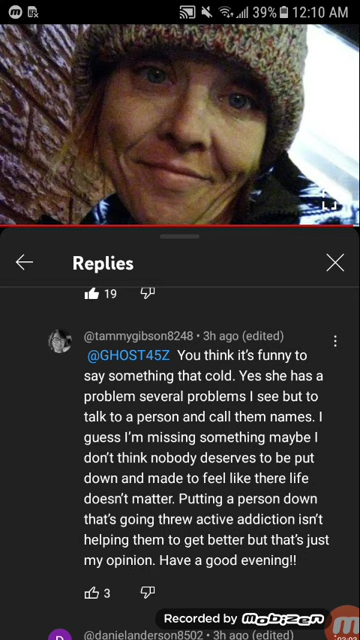 39% 12:10 AM
Replies
19
@tammygibson8248 • 3h ago (edited)
@GHOST45Z You think it's funny to
say something that cold. Yes she has a
problem several problems I see but to
talk to a person and call them names. I
guess I'm missing something maybe I
don't think nobody deserves to be put
down and made to feel like there life
doesn't matter. Putting a person down
that's going threw active addiction isn't
helping them to get better but that's just
my opinion. Have a good evening!!
3
Recorded by Mobizen
D @danielanderson8502 • 3h ago (edited)